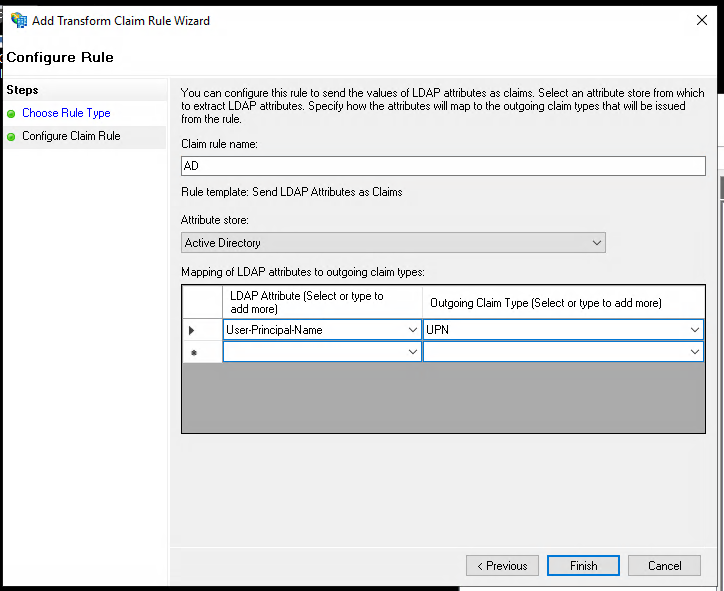 Add Transform Claim Rule Wizard
Configure Rule
Steps
Choose Rule Type
Configure Claim Rule
You can configure this rule to send the values of LDAP attributes as claims. Select an attribute store from which
to extract LDAP attributes. Specify how the attributes will map to the outgoing claim types that will be issued
from the rule.
Claim rule name:
AD
Rule template: Send LDAP Attributes as Claims
Attribute store:
Active Directory
Mapping of LDAP attributes to outgoing claim types:
LDAP Attribute (Select or type to
add more)
Outgoing Claim Type (Select or type to add more)
User-Principal-Name
UPN
< Previous
Finish
Cancel